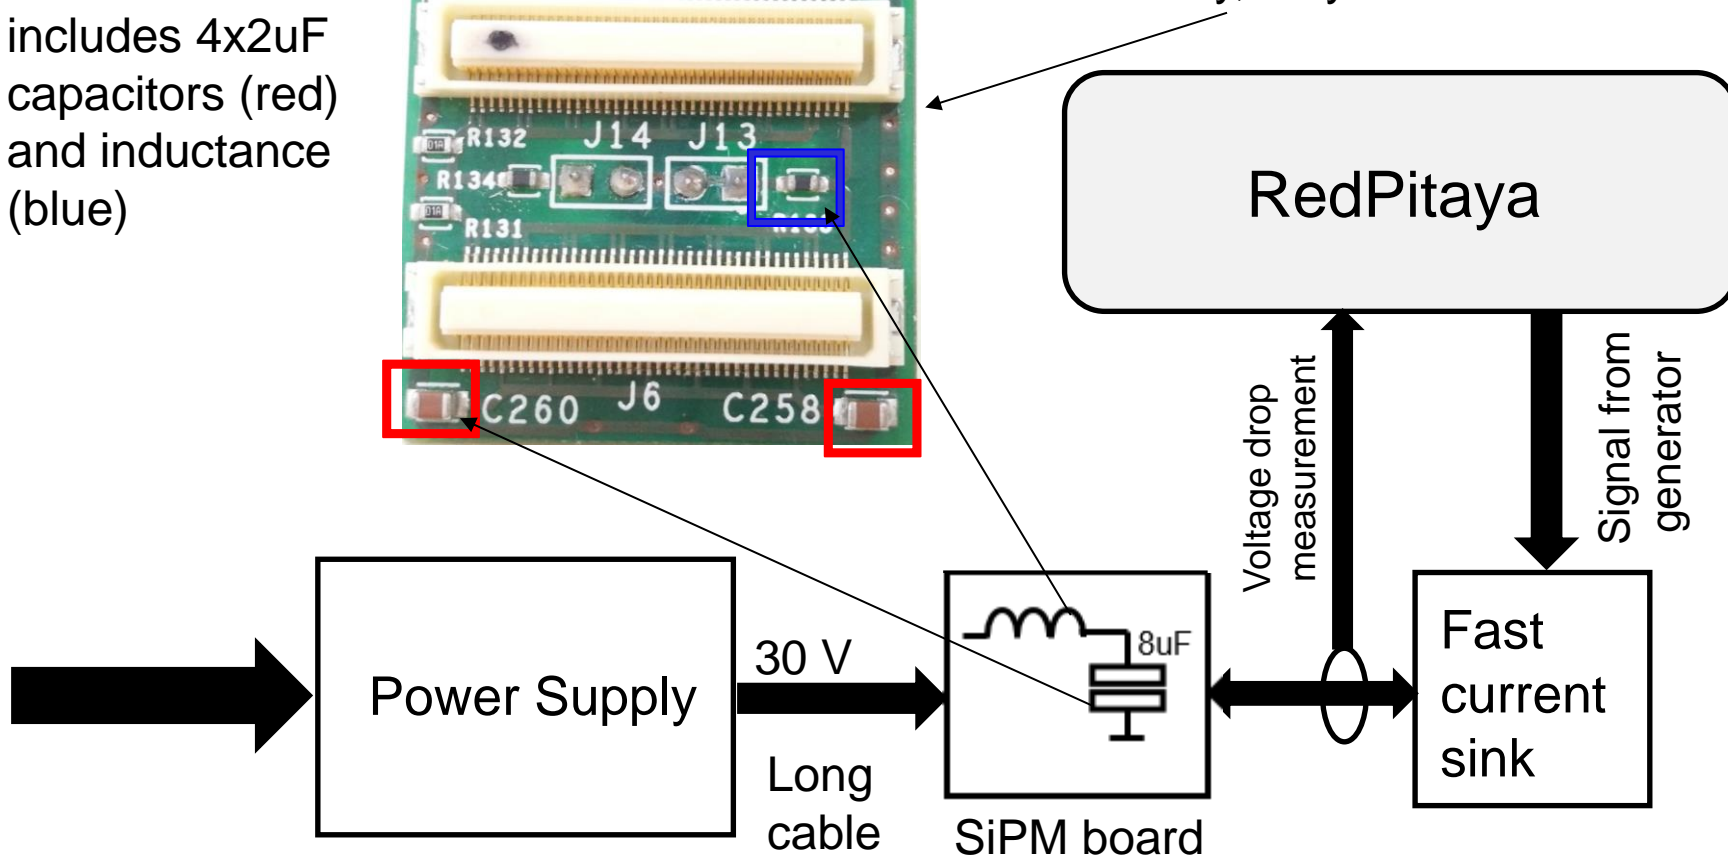 includes 4x2uF
capacitors (red)
and inductance
(blue)
R132
J14
J13
R134
R131
J6
C260
C258
RedPitaya
Voltage drop
measurement
Signal from
generator
Power Supply
30 V
Long
cable
8uF
SiPM board
Fast
current
sink